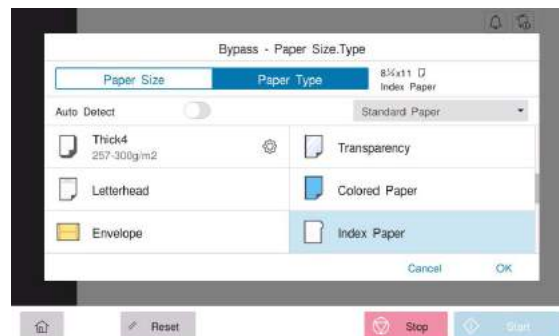 Bypass - Paper Size.Type
Paper Size
Paper Type
8½x11
Index Paper
Auto Detect
Standard Paper
Thick4
257-300g/m2
Transparency
Letterhead
Colored Paper
Envelope
Index Paper
Cancel
OK
Reset
Stop
Start